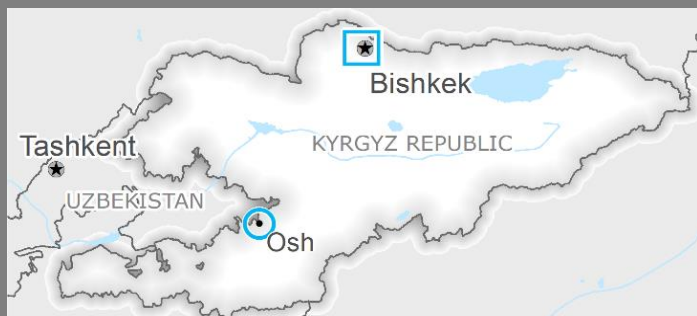 Bishkek
KYRGYZ REPUBLIC
Tashkent
UZBEKISTAN
Osh